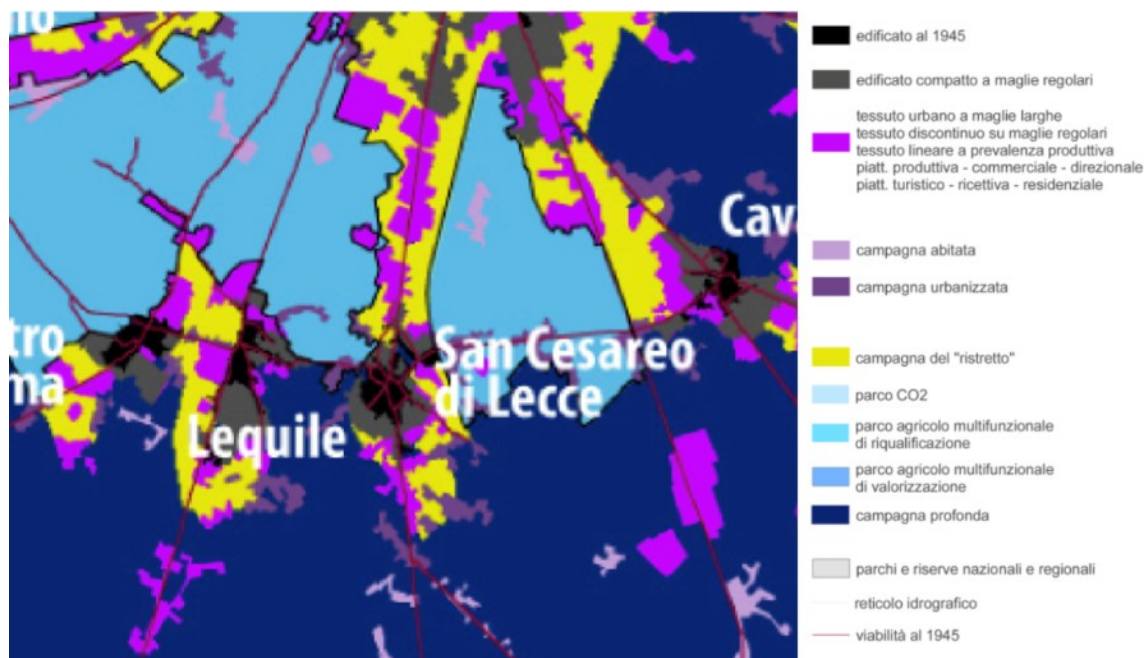 no
Cav
tro
ma
San Cesareo
di Lecce
Lequile
edificato al 1945
edificato compatto a maglie regolari
tessuto urbano a maglie larghe
tessuto discontinuo su maglie regolari
tessuto lineare a prevalenza produttiva
piatt. produttiva - commerciale - direzionale
piatt. turistico - ricettiva - residenziale
campagna abitata
campagna urbanizzata
campagna del "ristretto"
parco CO2
parco agricolo multifunzionale
di riqualificazione
parco agricolo multifunzionale
di valorizzazione
campagna profonda
parchi e riserve nazionali e regionali
reticolo idrografico
viabilità al 1945